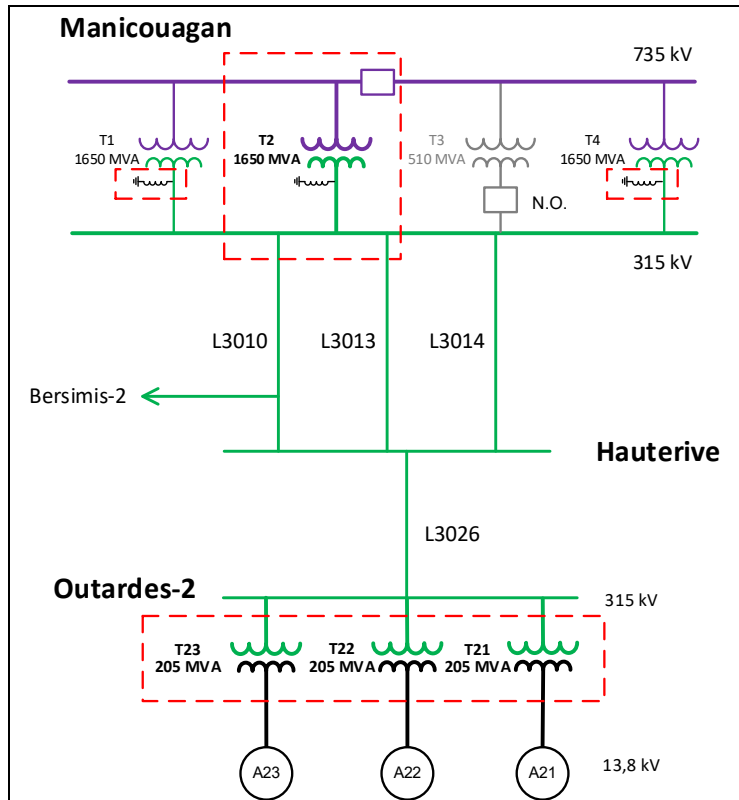 Manicouagan
735 kV
T1
1650 MVA
T2
1650 MVA
T3
510 MVA
T4
1650 MVA
N.O.
315 kV
L3010
L3013
L3014
Bersimis-2
Hauterive
L3026
Outardes-2
315 kV
T23
205 MVA
T22
205 MVA
T21
205 MVA
A23
A22
A21
13,8 kV